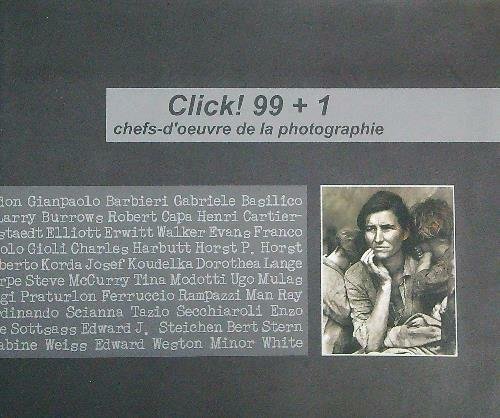 Click! 99 + 1
chefs-d'oeuvre de la photographie
don Gianpaolo Barbieri Gabriele Basilico
Larry Burrows Robert Capa Henri Cartier-
staedt Elliott Erwitt Walker Evans Franco
olo Gioli Charles Harbutt Horst P. Horst
berto Korda Josef Koudelka Dorothea Lange
rpe Steve McCurry Tina Modotti Ugo Mulas
gi Praturlon Ferruccio Rampazzi Man Ray
rdinando Scianna Tazio Secchiaroli Enzo
e Sottsass Edward J. Steichen Bert Stern
abine Weiss Edward Weston Minor White